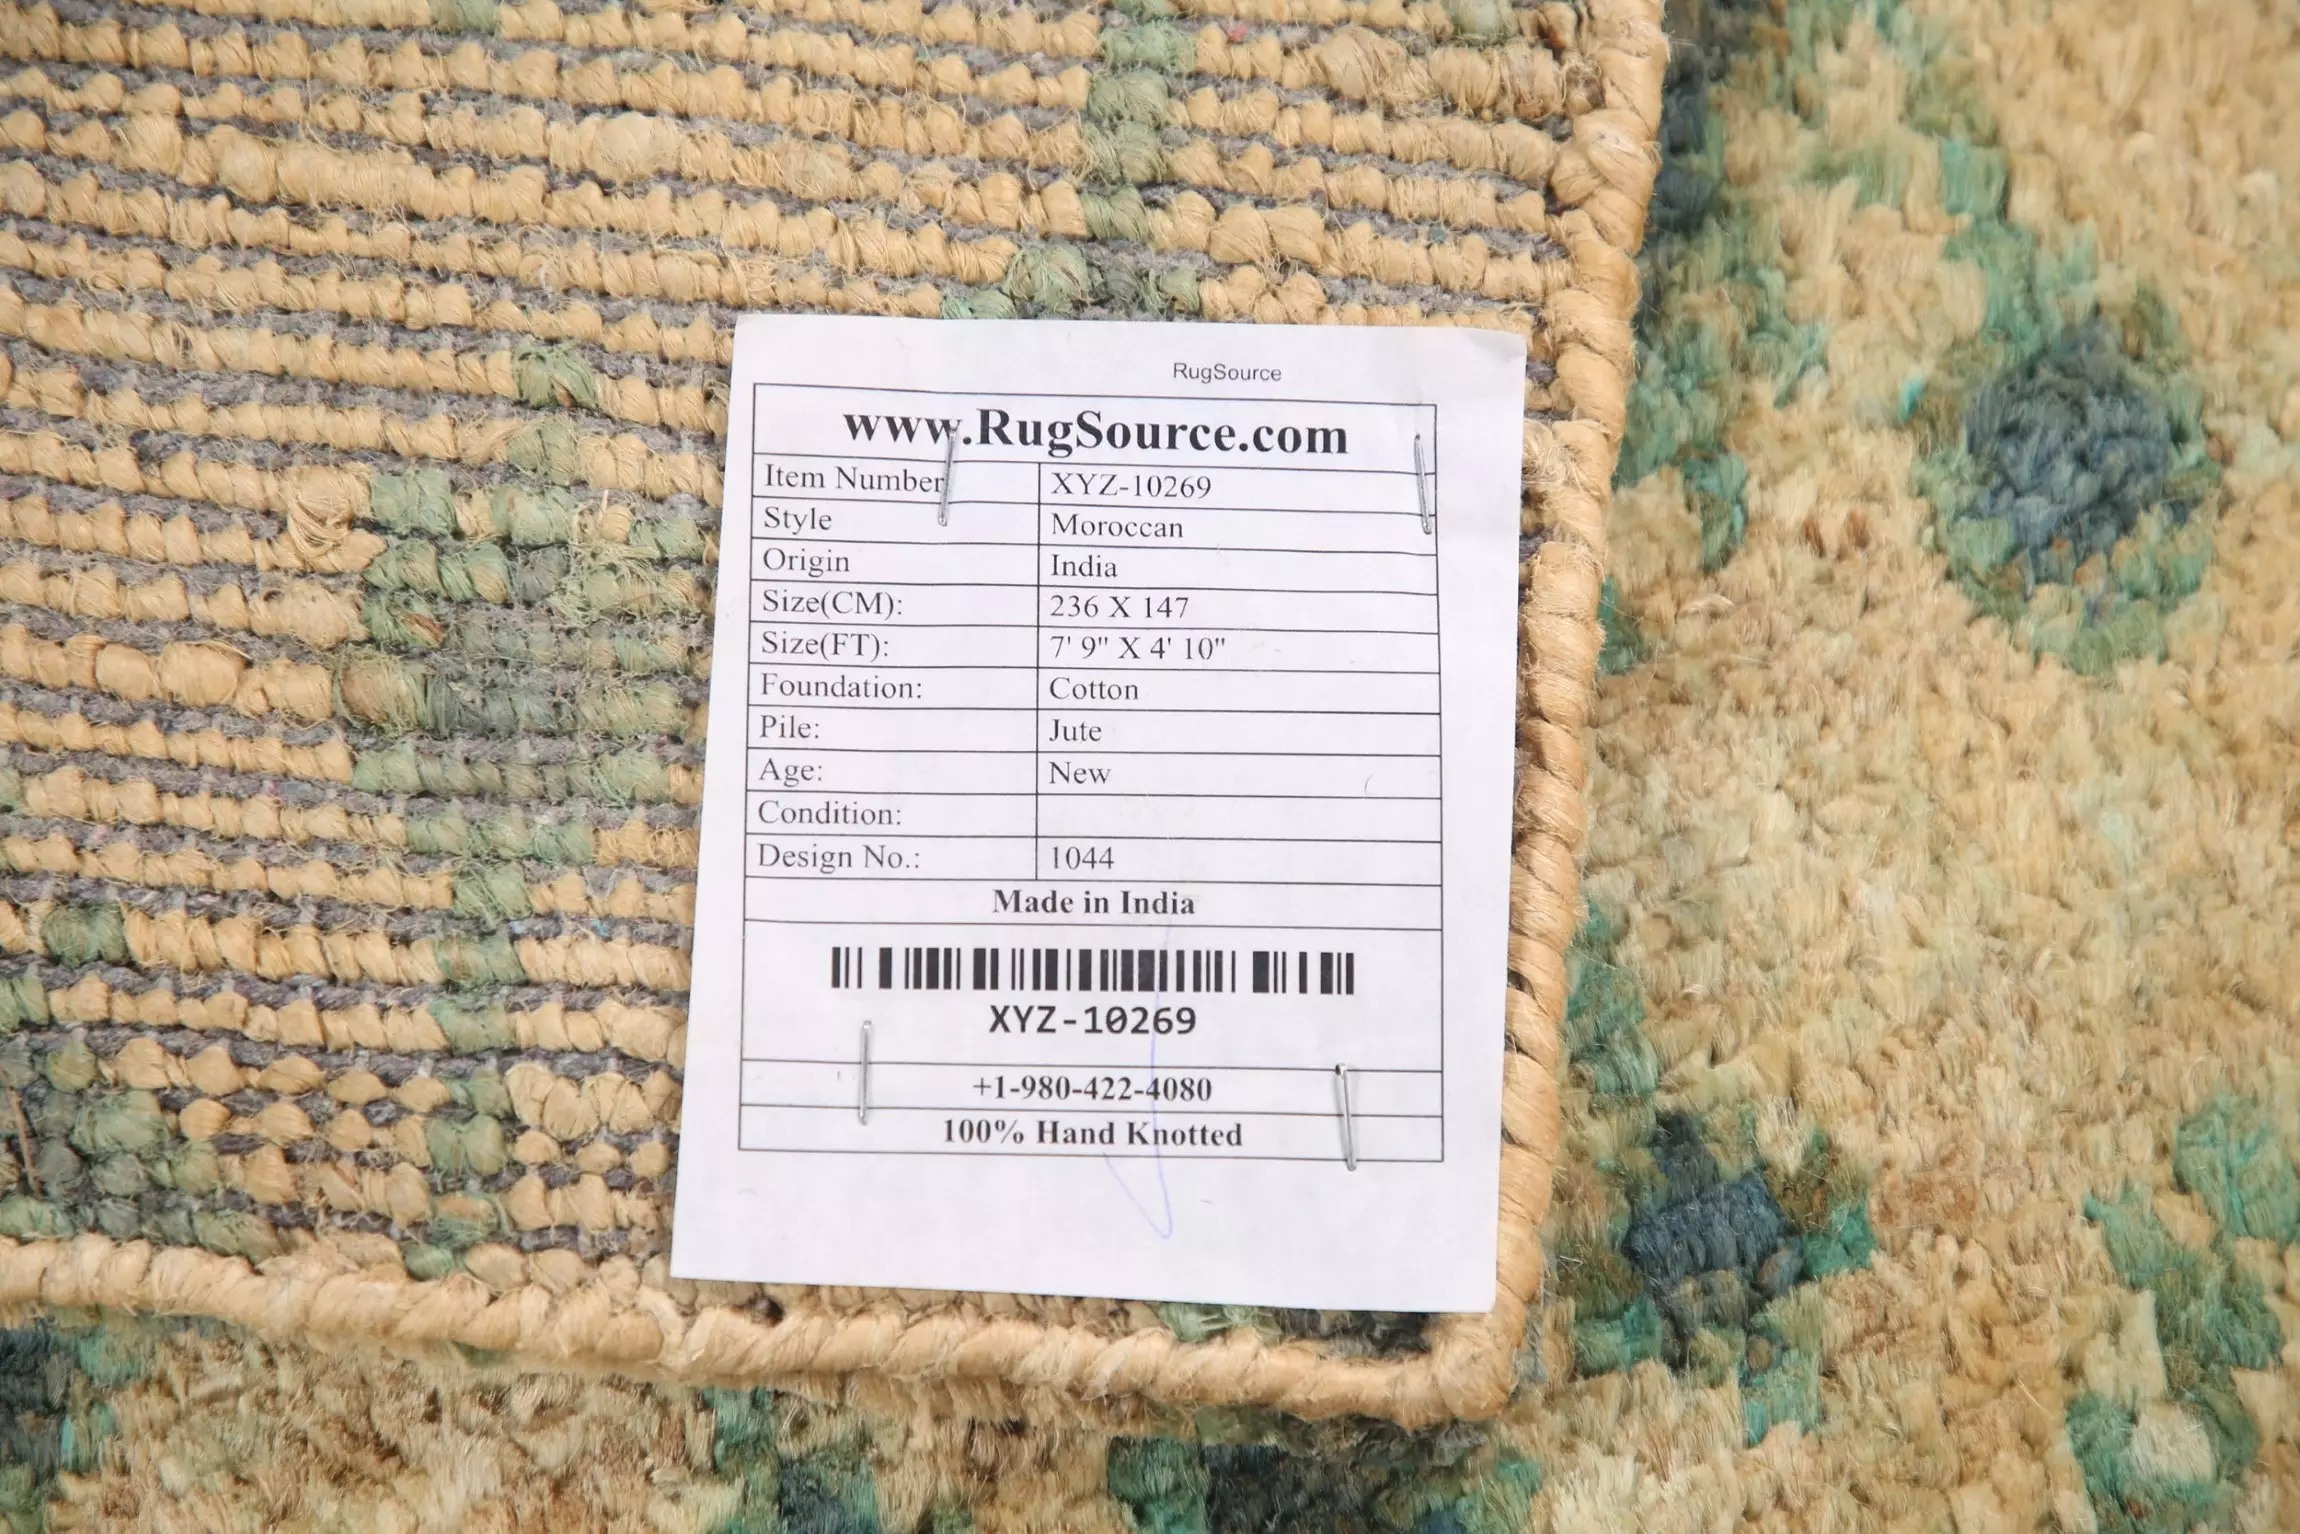 RugSource
www.RugSource.com
Item Number XYZ-10269
Style Moroccan
Origin India
Size(CM): 236 X 147
Size(FT): 7' 9" X 4' 10"
Foundation: Cotton
Pile: Jute
Age: New
Condition:
Design No.: 1044
Made in India
XYZ-10269
+1-980-422-4080
100% Hand Knotted